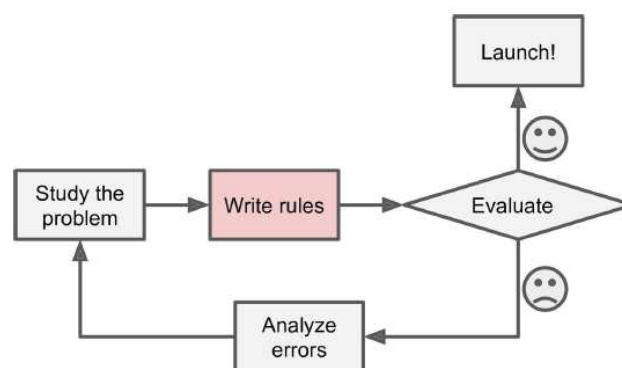 Launch!
Study the
problem
Write rules
Evaluate
Analyze
errors